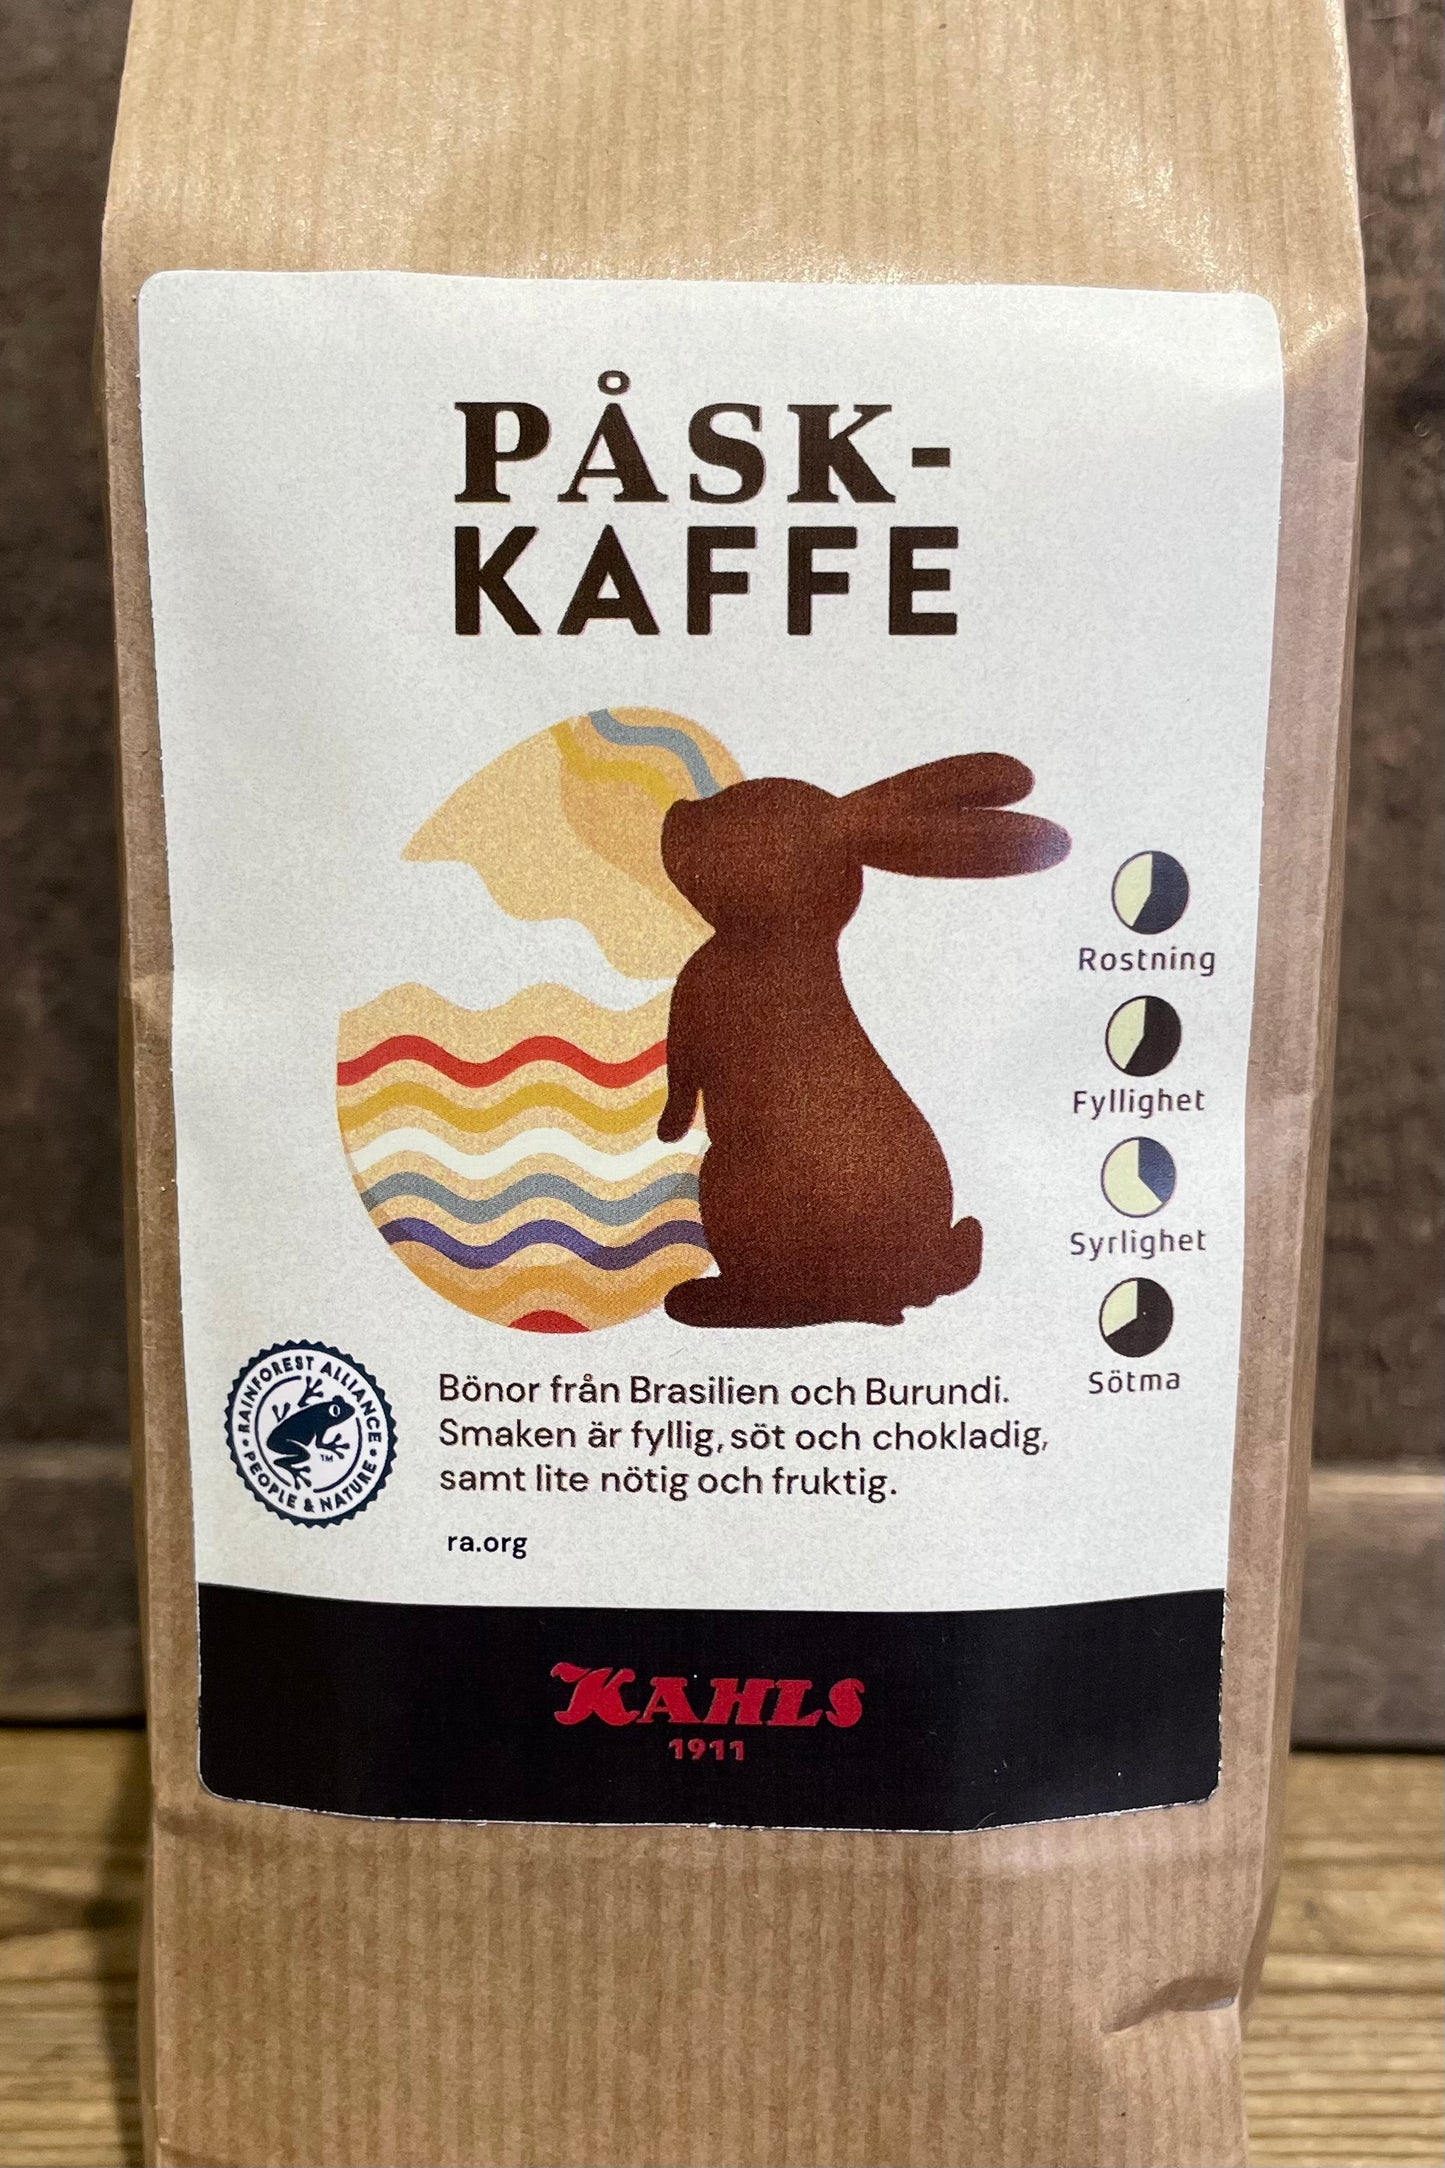 PÅSK-
KAFFE
Rostning
Fyllighet
Syrlighet
Sötma
RAINFOREST ALLIANCE
PEOPLE & NATURE
TM
Bönor från Brasilien och Burundi.
Smaken är fyllig, söt och chokladig,
samt lite nötig och fruktig.
ra.org
KAHLS
1911